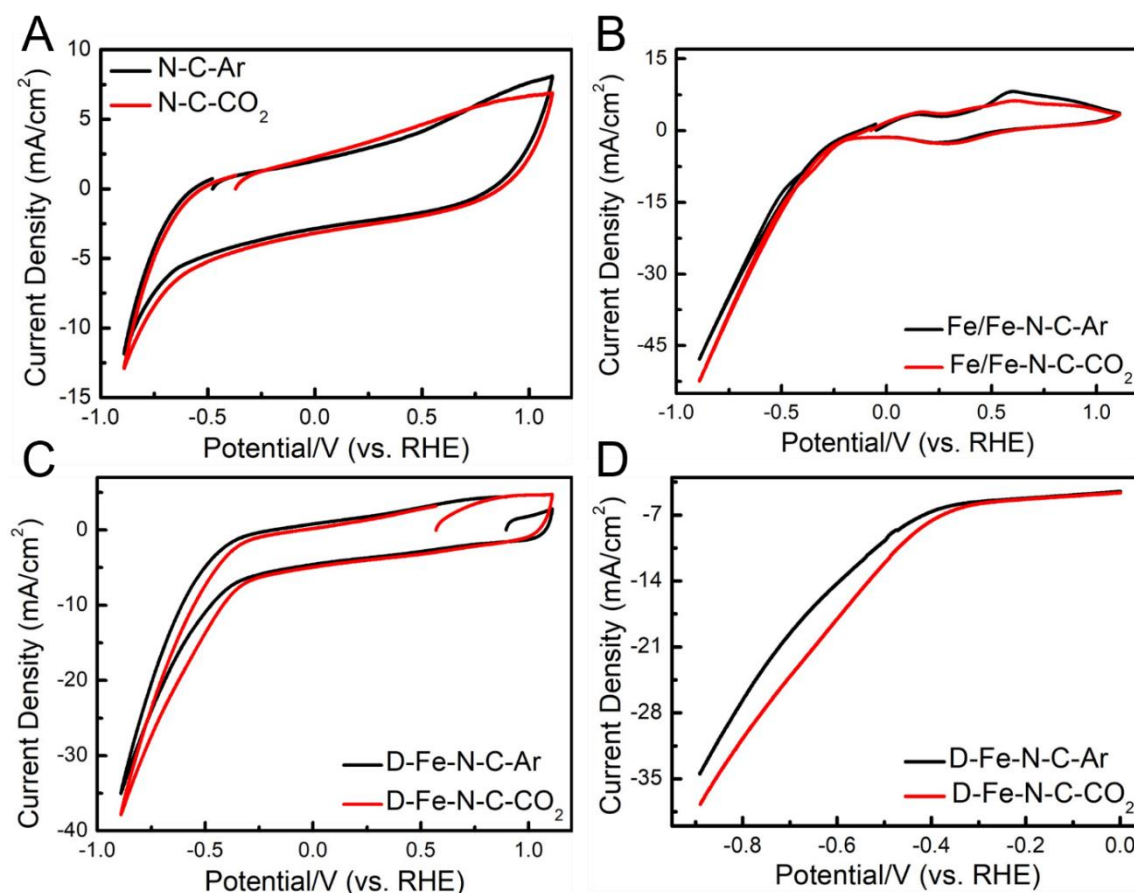 A
N-C-Ar
N-C-CO₂
10
5
0
-5
-10
-15
-1.0 -0.5 0.0 0.5 1.0
Current Density (mA/cm²)
Potential/V (vs. RHE)
B
15
0
-15
-30
-45
Fe/Fe-N-C-Ar
Fe/Fe-N-C-CO₂
-1.0 -0.5 0.0 0.5 1.0
Current Density (mA/cm²)
Potential/V (vs. RHE)
C
0
-10
-20
-30
-40
D-Fe-N-C-Ar
D-Fe-N-C-CO₂
-1.0 -0.5 0.0 0.5 1.0
Current Density (mA/cm²)
Potential/V (vs. RHE)
D
-7
-14
-21
-28
-35
D-Fe-N-C-Ar
D-Fe-N-C-CO₂
-0.8 -0.6 -0.4 -0.2 0.0
Current Density (mA/cm²)
Potential/V (vs. RHE)